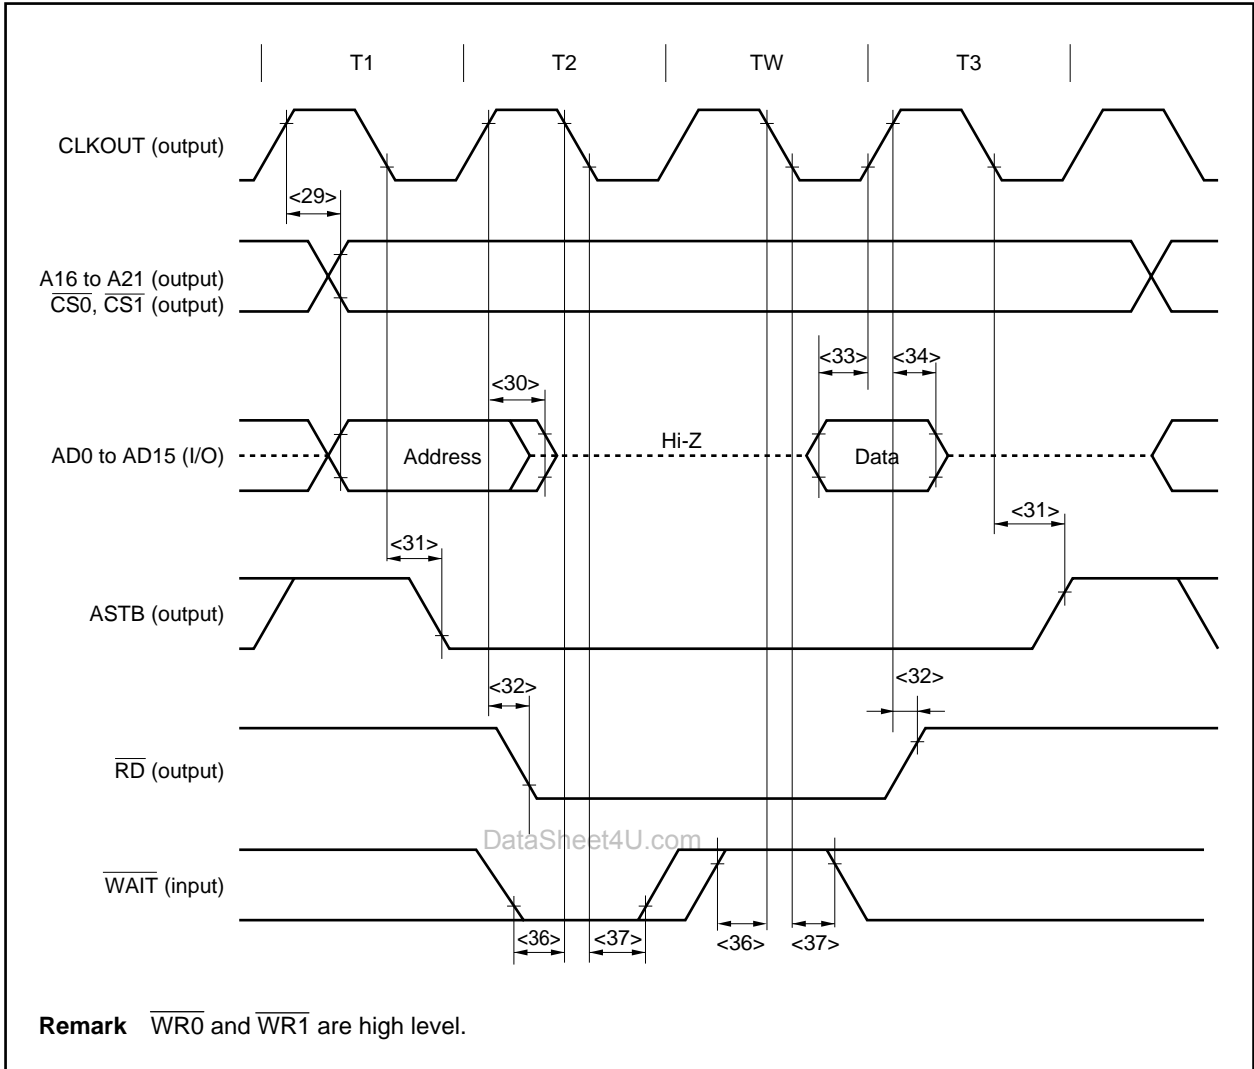 T1 T2 TW T3
CLKOUT (output)
<29>
A16 to A21 (output)
CS0, CS1 (output)
<33> <34>
<30>
AD0 to AD15 (I/O) Address Hi-Z Data
<31>
<31>
ASTB (output)
<32>
<32>
RD (output)
DataSheet4U.com
WAIT (input)
<36> <37> <36> <37>
Remark WR0 and WR1 are high level.